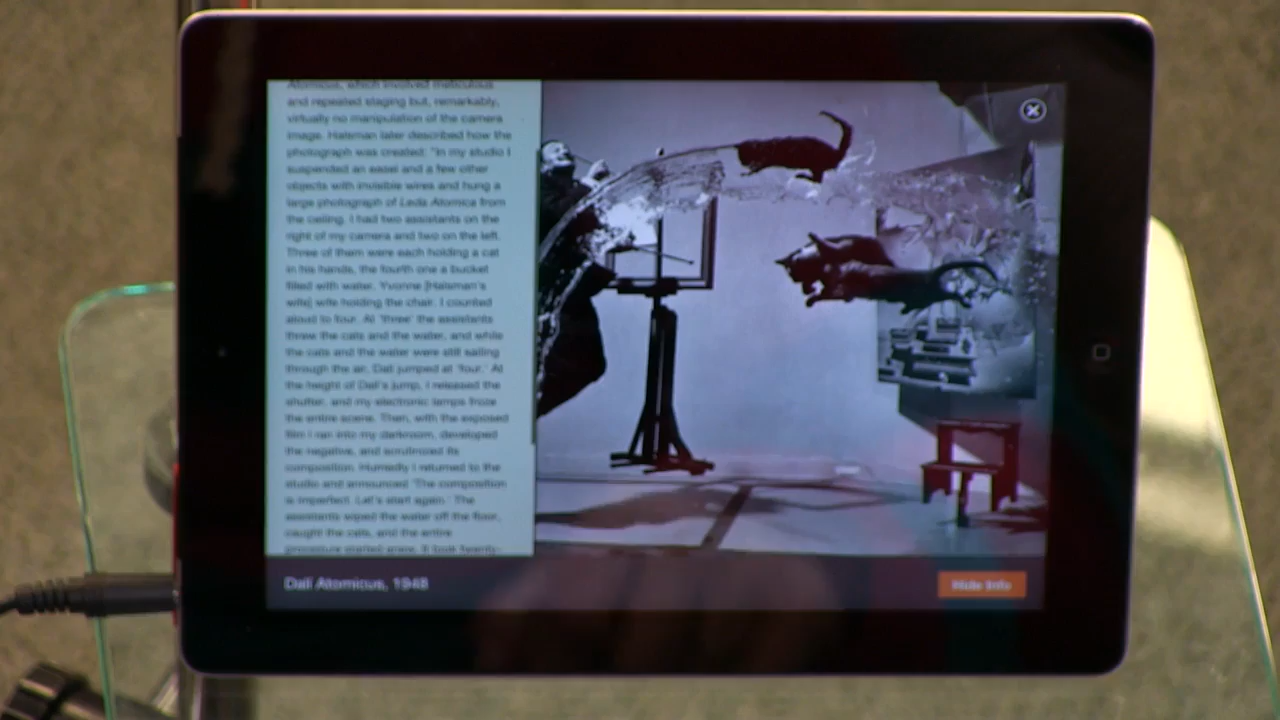 Atomicus, which involved meticulous
and repeated staging but, remarkably,
virtually no manipulation of the camera
image. Halsman later described how the
photograph was created: "In my studio I
suspended an easel and a few other
objects with invisible wires and hung a
large photograph of Leda Atomica from
the ceiling. I had two assistants on the
right of my camera and two on the left.
Three of them were each holding a cat
in his hands, the fourth one a bucket
filled with water. Yvonne [Halsman's
wife] wife holding the chair. I counted
aloud to four. At 'three' the assistants
threw the cats and the water, and while
the cats and the water were still sailing
through the air, Dalí jumped at 'four.' At
the height of Dalí's jump, I released the
shutter, and my electronic lamps froze
the entire scene. Then, with the exposed
film I ran into my darkroom, developed
the negative, and scrutinized its
composition. Hurriedly I returned to the
studio and announced 'The composition
is imperfect. Let's start again.' The
assistants wiped the water off the floor,
caught the cats, and the entire
procedure started anew. It took twenty-
Dalí Atomicus, 1948
Hide Info